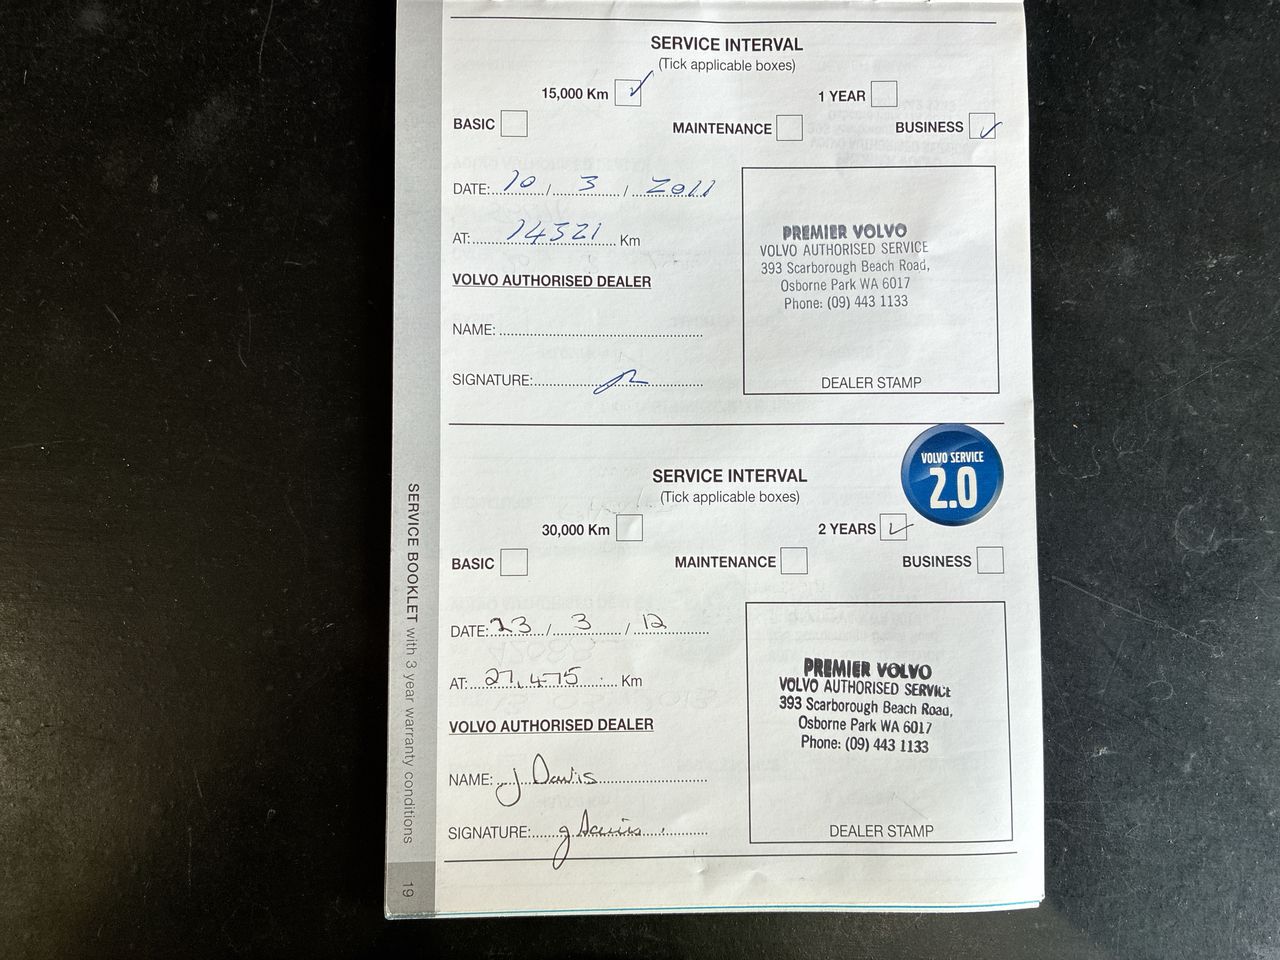 SERVICE INTERVAL
(Tick applicable boxes)
15,000 Km 1 YEAR
BASIC MAINTENANCE BUSINESS
DATE: 10 / 3 / 2011
AT: 14321 Km
VOLVO AUTHORISED DEALER
NAME:
SIGNATURE:
PREMIER VOLVO
VOLVO AUTHORISED SERVICE
393 Scarborough Beach Road,
Osborne Park WA 6017
Phone: (09) 443 1133
DEALER STAMP
VOLVO SERVICE
2.0
SERVICE INTERVAL
(Tick applicable boxes)
30,000 Km 2 YEARS
BASIC MAINTENANCE BUSINESS
DATE: 23 / 3 / 12
AT: 27,475 Km
VOLVO AUTHORISED DEALER
NAME: J Davis
SIGNATURE: J Davis
PREMIER VOLVO
VOLVO AUTHORISED SERVICE
393 Scarborough Beach Road,
Osborne Park WA 6017
Phone: (09) 443 1133
DEALER STAMP
SERVICE BOOKLET with 3 year warranty conditions
19